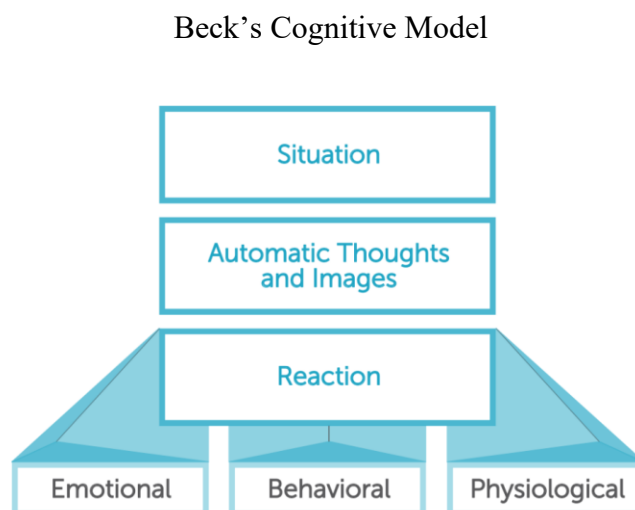 Beck’s Cognitive Model
Situation
Automatic Thoughts
and Images
Reaction
Emotional
Behavioral
Physiological